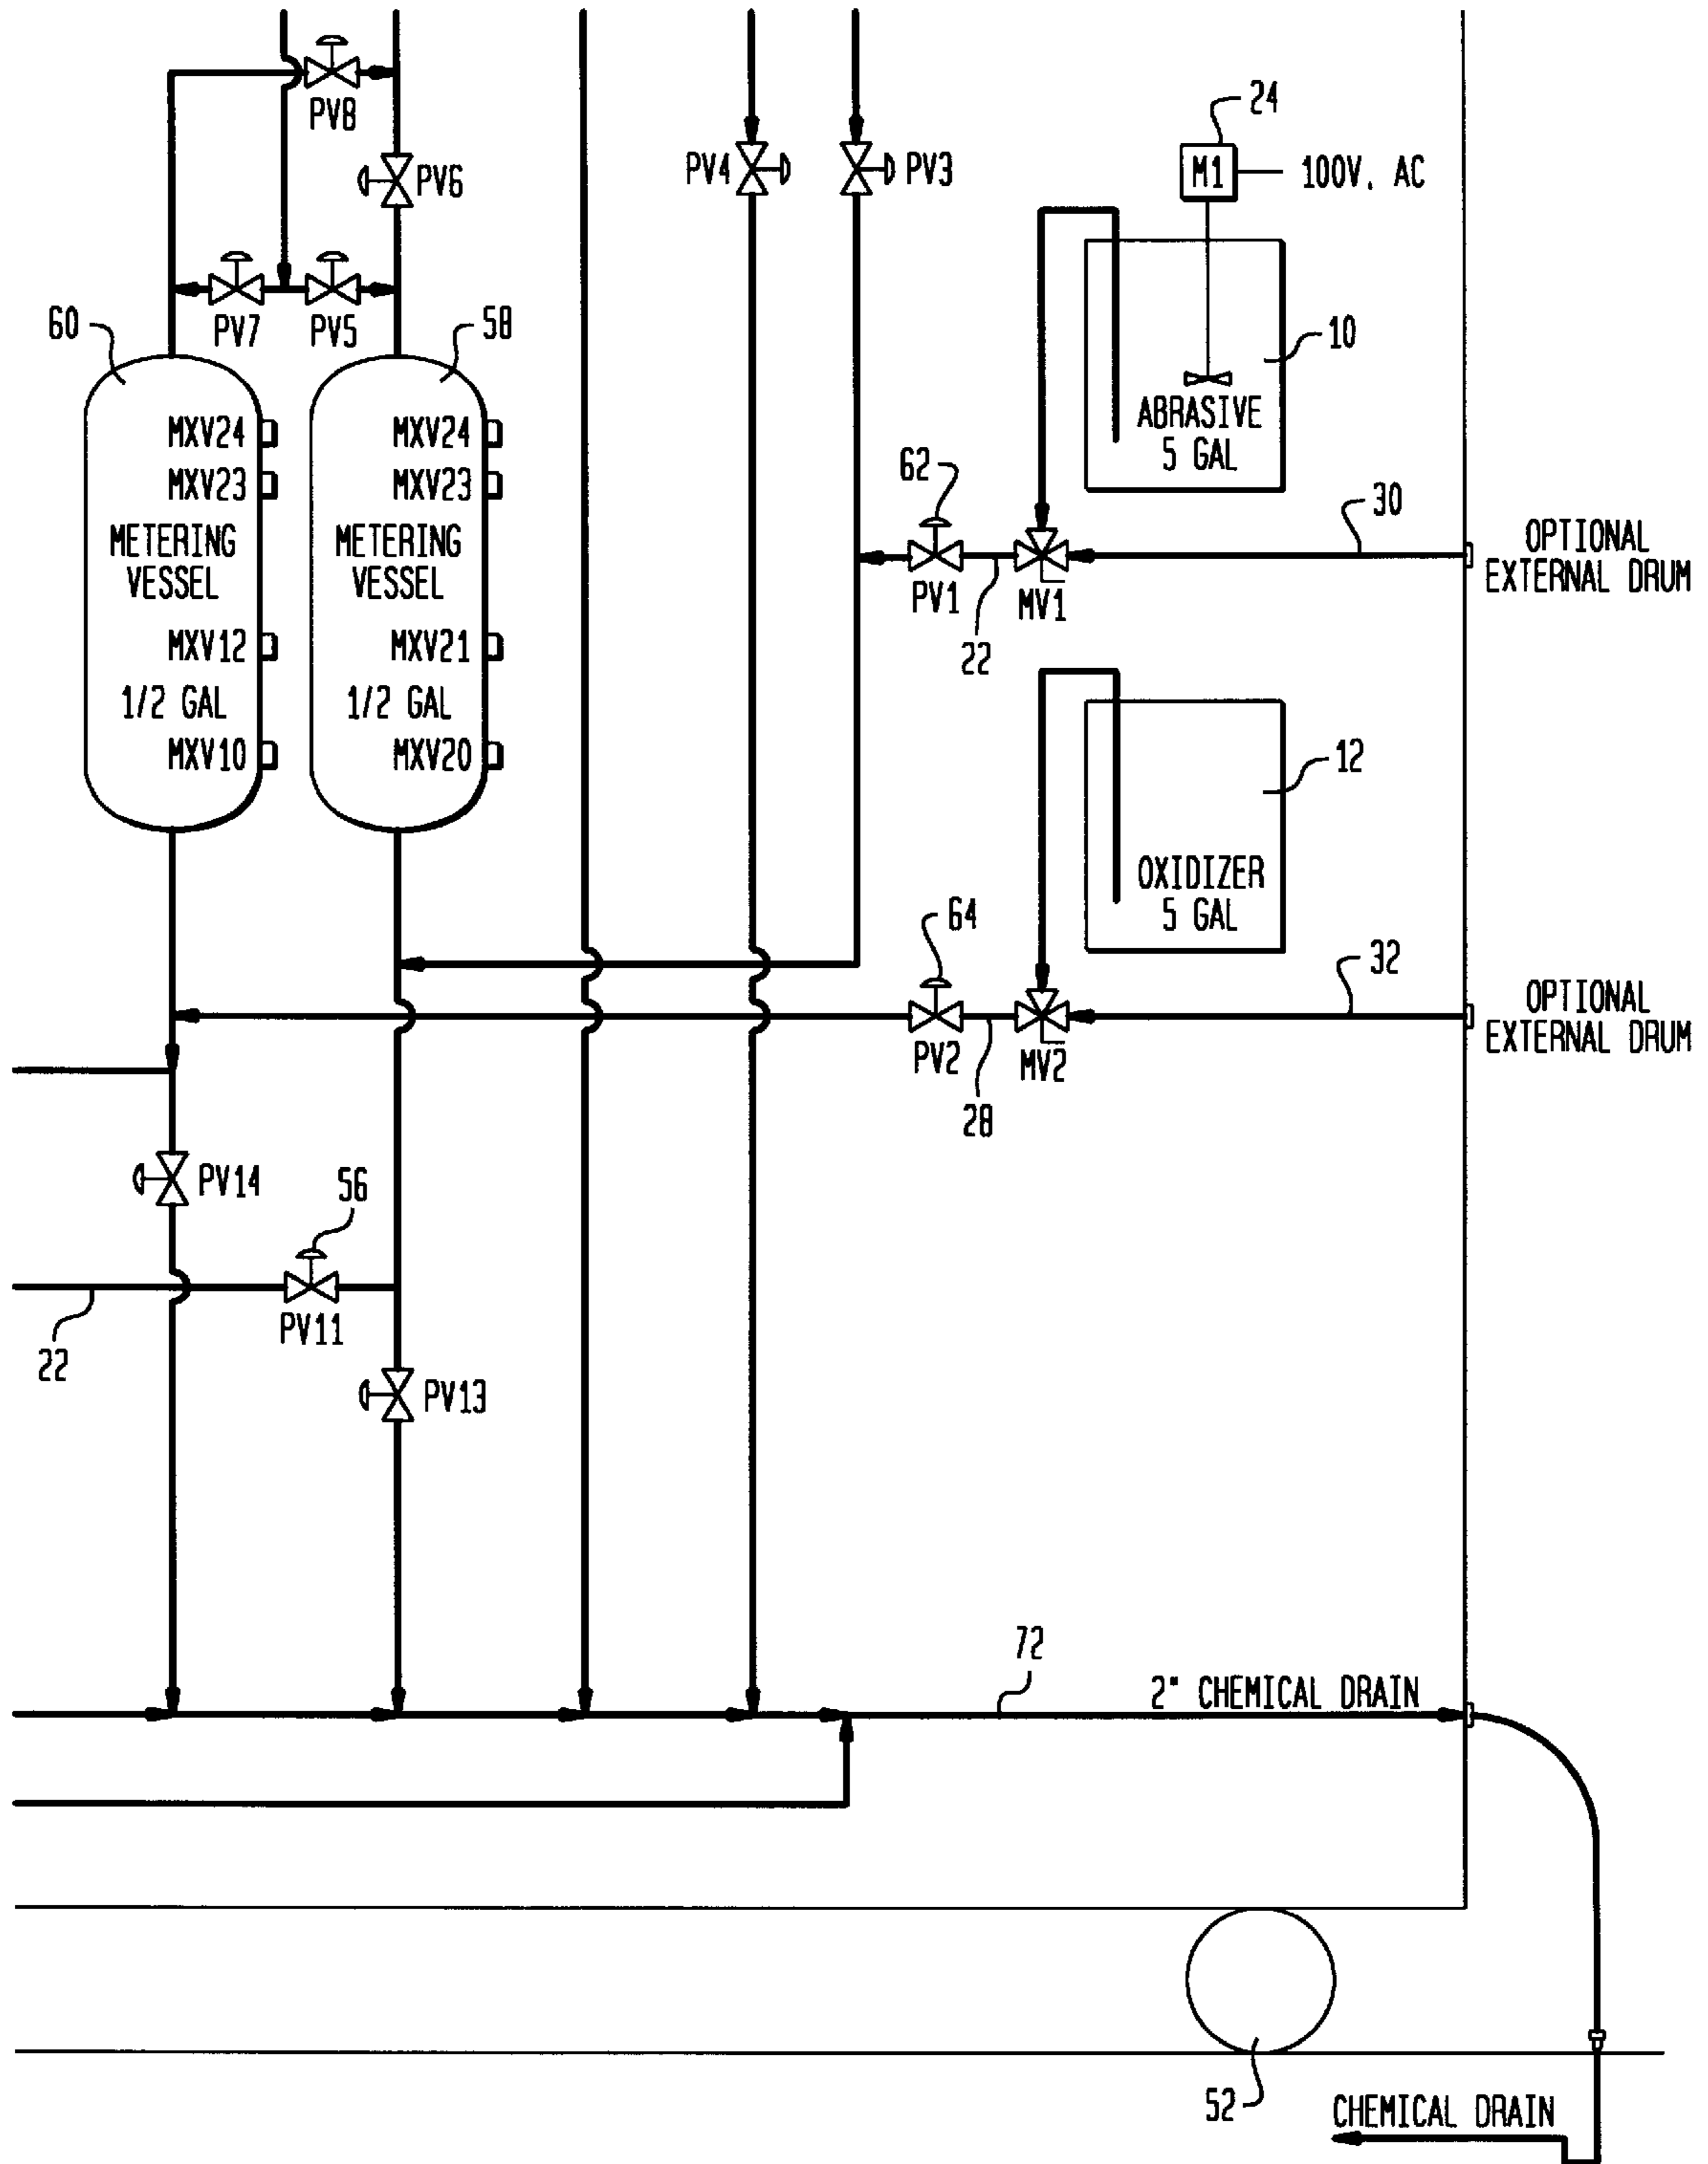 PV8
24
PV6
PV4
PV3
M1
100V. AC
PV7
PV5
60
58
10
MXV24
MXV24
ABRASIVE
5 GAL
62
MXV23
MXV23
30
METERING
VESSEL
METERING
VESSEL
OPTIONAL
EXTERNAL DRUM
PV1
MV1
22
MXV12
MXV21
1/2 GAL
1/2 GAL
MXV10
MXV20
12
OXIDIZER
5 GAL
64
32
OPTIONAL
EXTERNAL DRUM
PV2
MV2
28
PV14
56
PV11
22
PV13
72
2" CHEMICAL DRAIN
52
CHEMICAL DRAIN